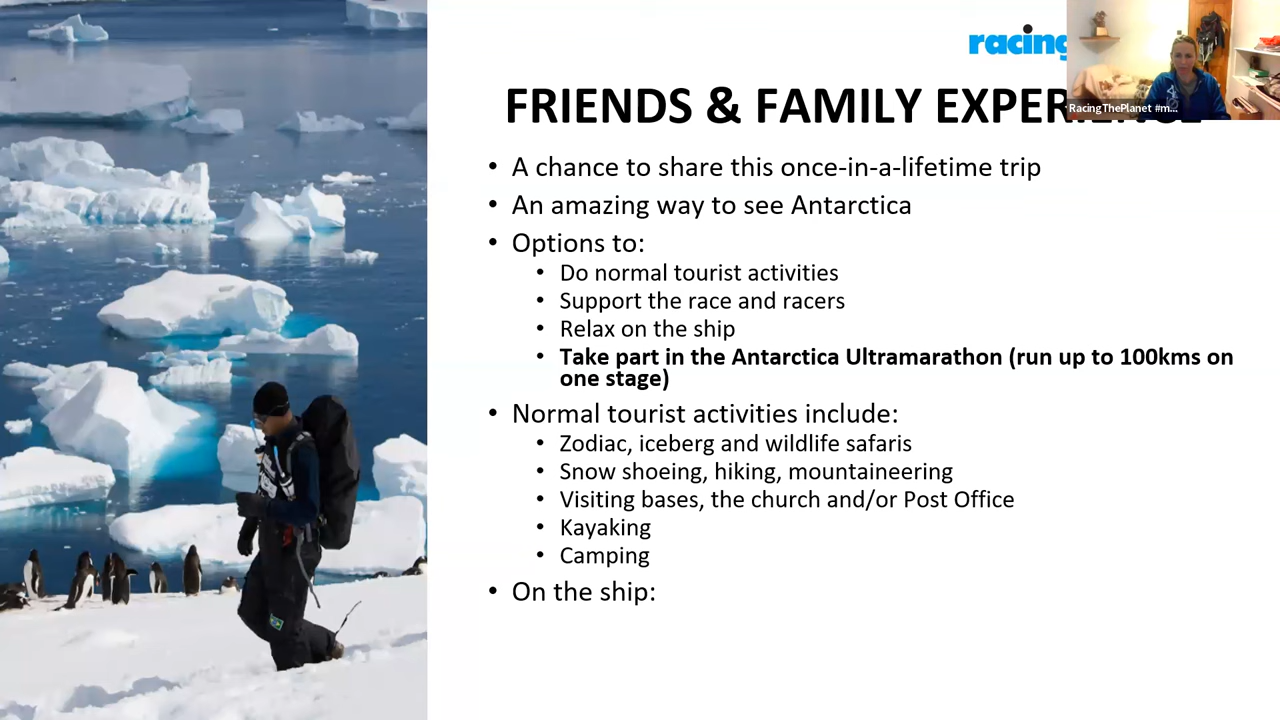 racing
RacingThePlanet #m...
FRIENDS & FAMILY EXPER
• A chance to share this once-in-a-lifetime trip
• An amazing way to see Antarctica
• Options to:
• Do normal tourist activities
• Support the race and racers
• Relax on the ship
• Take part in the Antarctica Ultramarathon (run up to 100kms on
one stage)
• Normal tourist activities include:
• Zodiac, iceberg and wildlife safaris
• Snow shoeing, hiking, mountaineering
• Visiting bases, the church and/or Post Office
• Kayaking
• Camping
• On the ship: